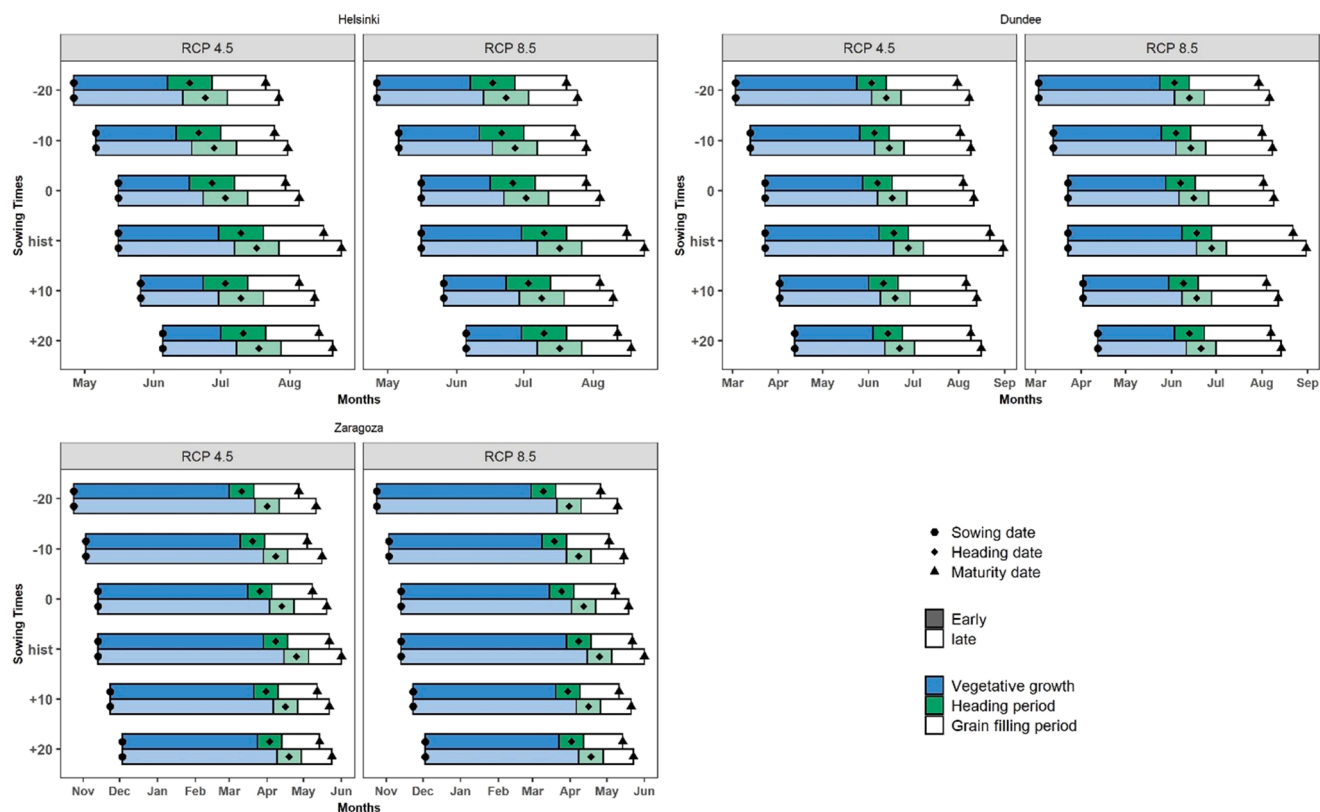 Helsinki
RCP 4.5
RCP 8.5
Sowing Times
-20
-10
0
hist
+10
+20
May Jun Jul Aug
May Jun Jul Aug
Months
Dundee
RCP 4.5
RCP 8.5
Sowing Times
-20
-10
0
hist
+10
+20
Mar Apr May Jun Jul Aug Sep
Mar Apr May Jun Jul Aug Sep
Months
Zaragoza
RCP 4.5
RCP 8.5
Sowing Times
-20
-10
0
hist
+10
+20
Nov Dec Jan Feb Mar Apr May Jun
Nov Dec Jan Feb Mar Apr May Jun
Months
Sowing date
Heading date
Maturity date
Early
late
Vegetative growth
Heading period
Grain filling period